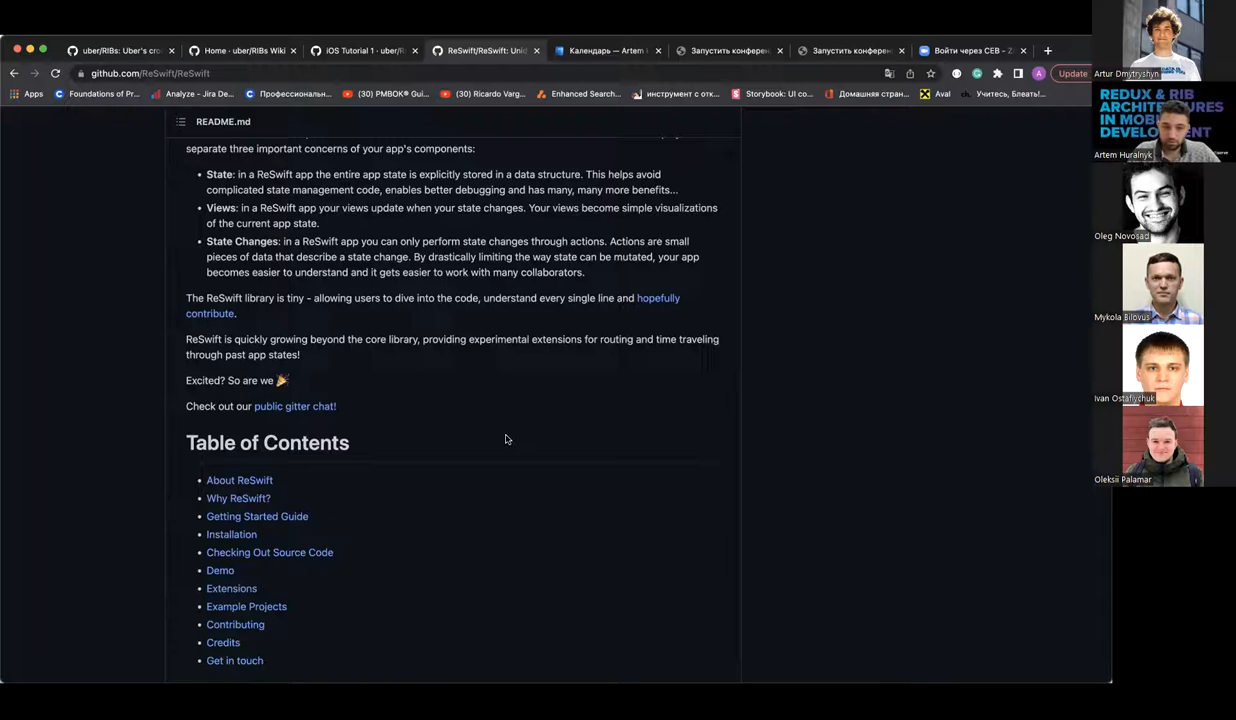 uber/RIBs: Uber's cro
Home · uber/RIBs Wiki
iOS Tutorial 1 · uber/Ri
ReSwift/ReSwift: Unid
Календарь — Artem
Запустить конферен
Запустить конферен
Войти через СЕВ - Z
github.com/ReSwift/ReSwift
A
Update
Apps
Foundations of Pr...
Analyze - Jira De...
Профессиональн...
(30) PMBOK® Gui...
(30) Ricardo Varg...
Enhanced Search...
инструмент с отк...
Storybook: UI co...
Домашняя стран...
Aval
Учитесь, Блеать!...
README.md
separate three important concerns of your app's components:
• State: in a ReSwift app the entire app state is explicitly stored in a data structure. This helps avoid
complicated state management code, enables better debugging and has many, many more benefits...
• Views: in a ReSwift app your views update when your state changes. Your views become simple visualizations
of the current app state.
• State Changes: in a ReSwift app you can only perform state changes through actions. Actions are small
pieces of data that describe a state change. By drastically limiting the way state can be mutated, your app
becomes easier to understand and it gets easier to work with many collaborators.
The ReSwift library is tiny - allowing users to dive into the code, understand every single line and hopefully
contribute.
ReSwift is quickly growing beyond the core library, providing experimental extensions for routing and time traveling
through past app states!
Excited? So are we 🎉
Check out our public gitter chat!
Table of Contents
• About ReSwift
• Why ReSwift?
• Getting Started Guide
• Installation
• Checking Out Source Code
• Demo
• Extensions
• Example Projects
• Contributing
• Credits
• Get in touch
Artur Dmytryshyn
REDUX & RIB
ARCHITECTURES
IN MOBI
DEVELOPMENT
Artem Huralnyk
Oleg Novosad
Mykola Bilovus
Ivan Ostafiychuk
Oleksii Palamar